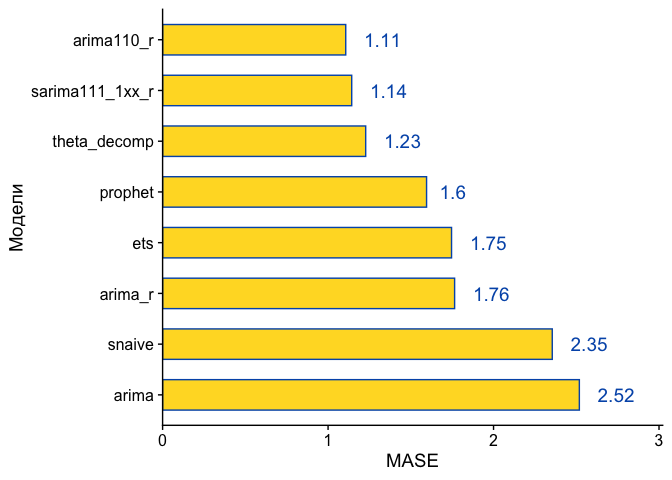 Модели
arima110_r 1.11
sarima111_1xx_r 1.14
theta_decomp 1.23
prophet 1.6
ets 1.75
arima_r 1.76
snaive 2.35
arima 2.52
0 1 2 3
MASE